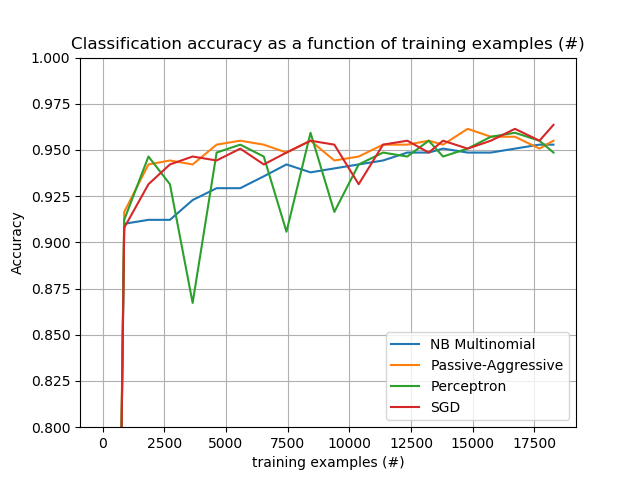 Classification accuracy as a function of training examples (#)
1.000
0.975
0.950
0.925
0.900
0.875
0.850
0.825
0.800
Accuracy
NB Multinomial
Passive-Aggressive
Perceptron
SGD
0 2500 5000 7500 10000 12500 15000 17500
training examples (#)